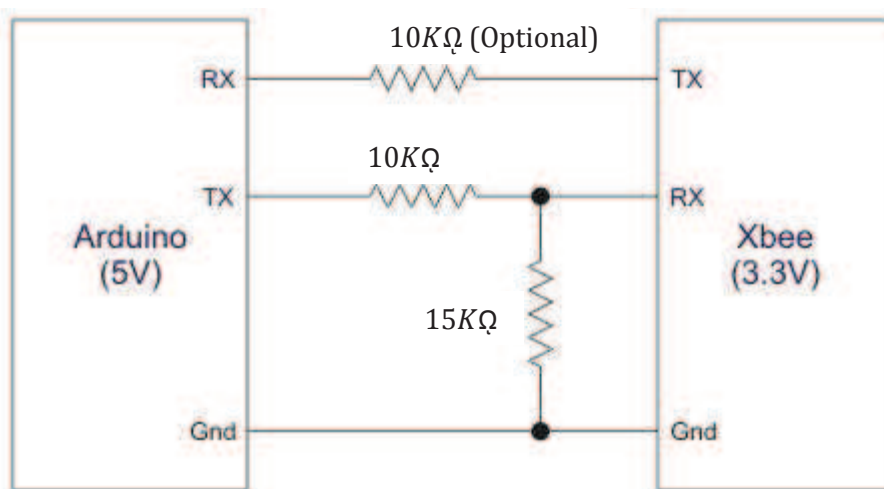 10KΩ (Optional)
RX
TX
10KΩ
TX
RX
Arduino
(5V)
Xbee
(3.3V)
15KΩ
Gnd
Gnd